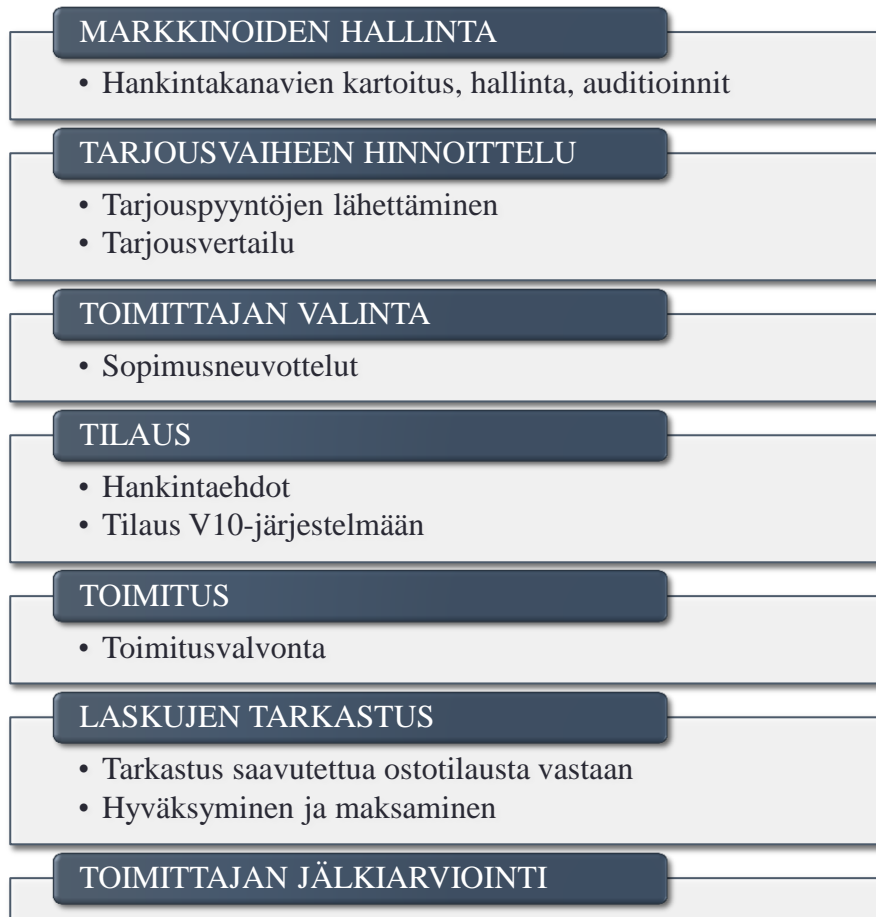 MARKKINOIDEN HALLINTA
• Hankintakanavien kartoitus, hallinta, auditioinnit
TARJOUSVAIHEEN HINNOITTELU
• Tarjouspyyntöjen lähettäminen
• Tarjousvertailu
TOIMITTAJAN VALINTA
• Sopimusneuvottelut
TILAUS
• Hankintaehdot
• Tilaus V10-järjestelmään
TOIMITUS
• Toimitusvalvonta
LASKUJEN TARKASTUS
• Tarkastus saavutettua ostotilausta vastaan
• Hyväksyminen ja maksaminen
TOIMITTAJAN JÄLKIARVIOINTI